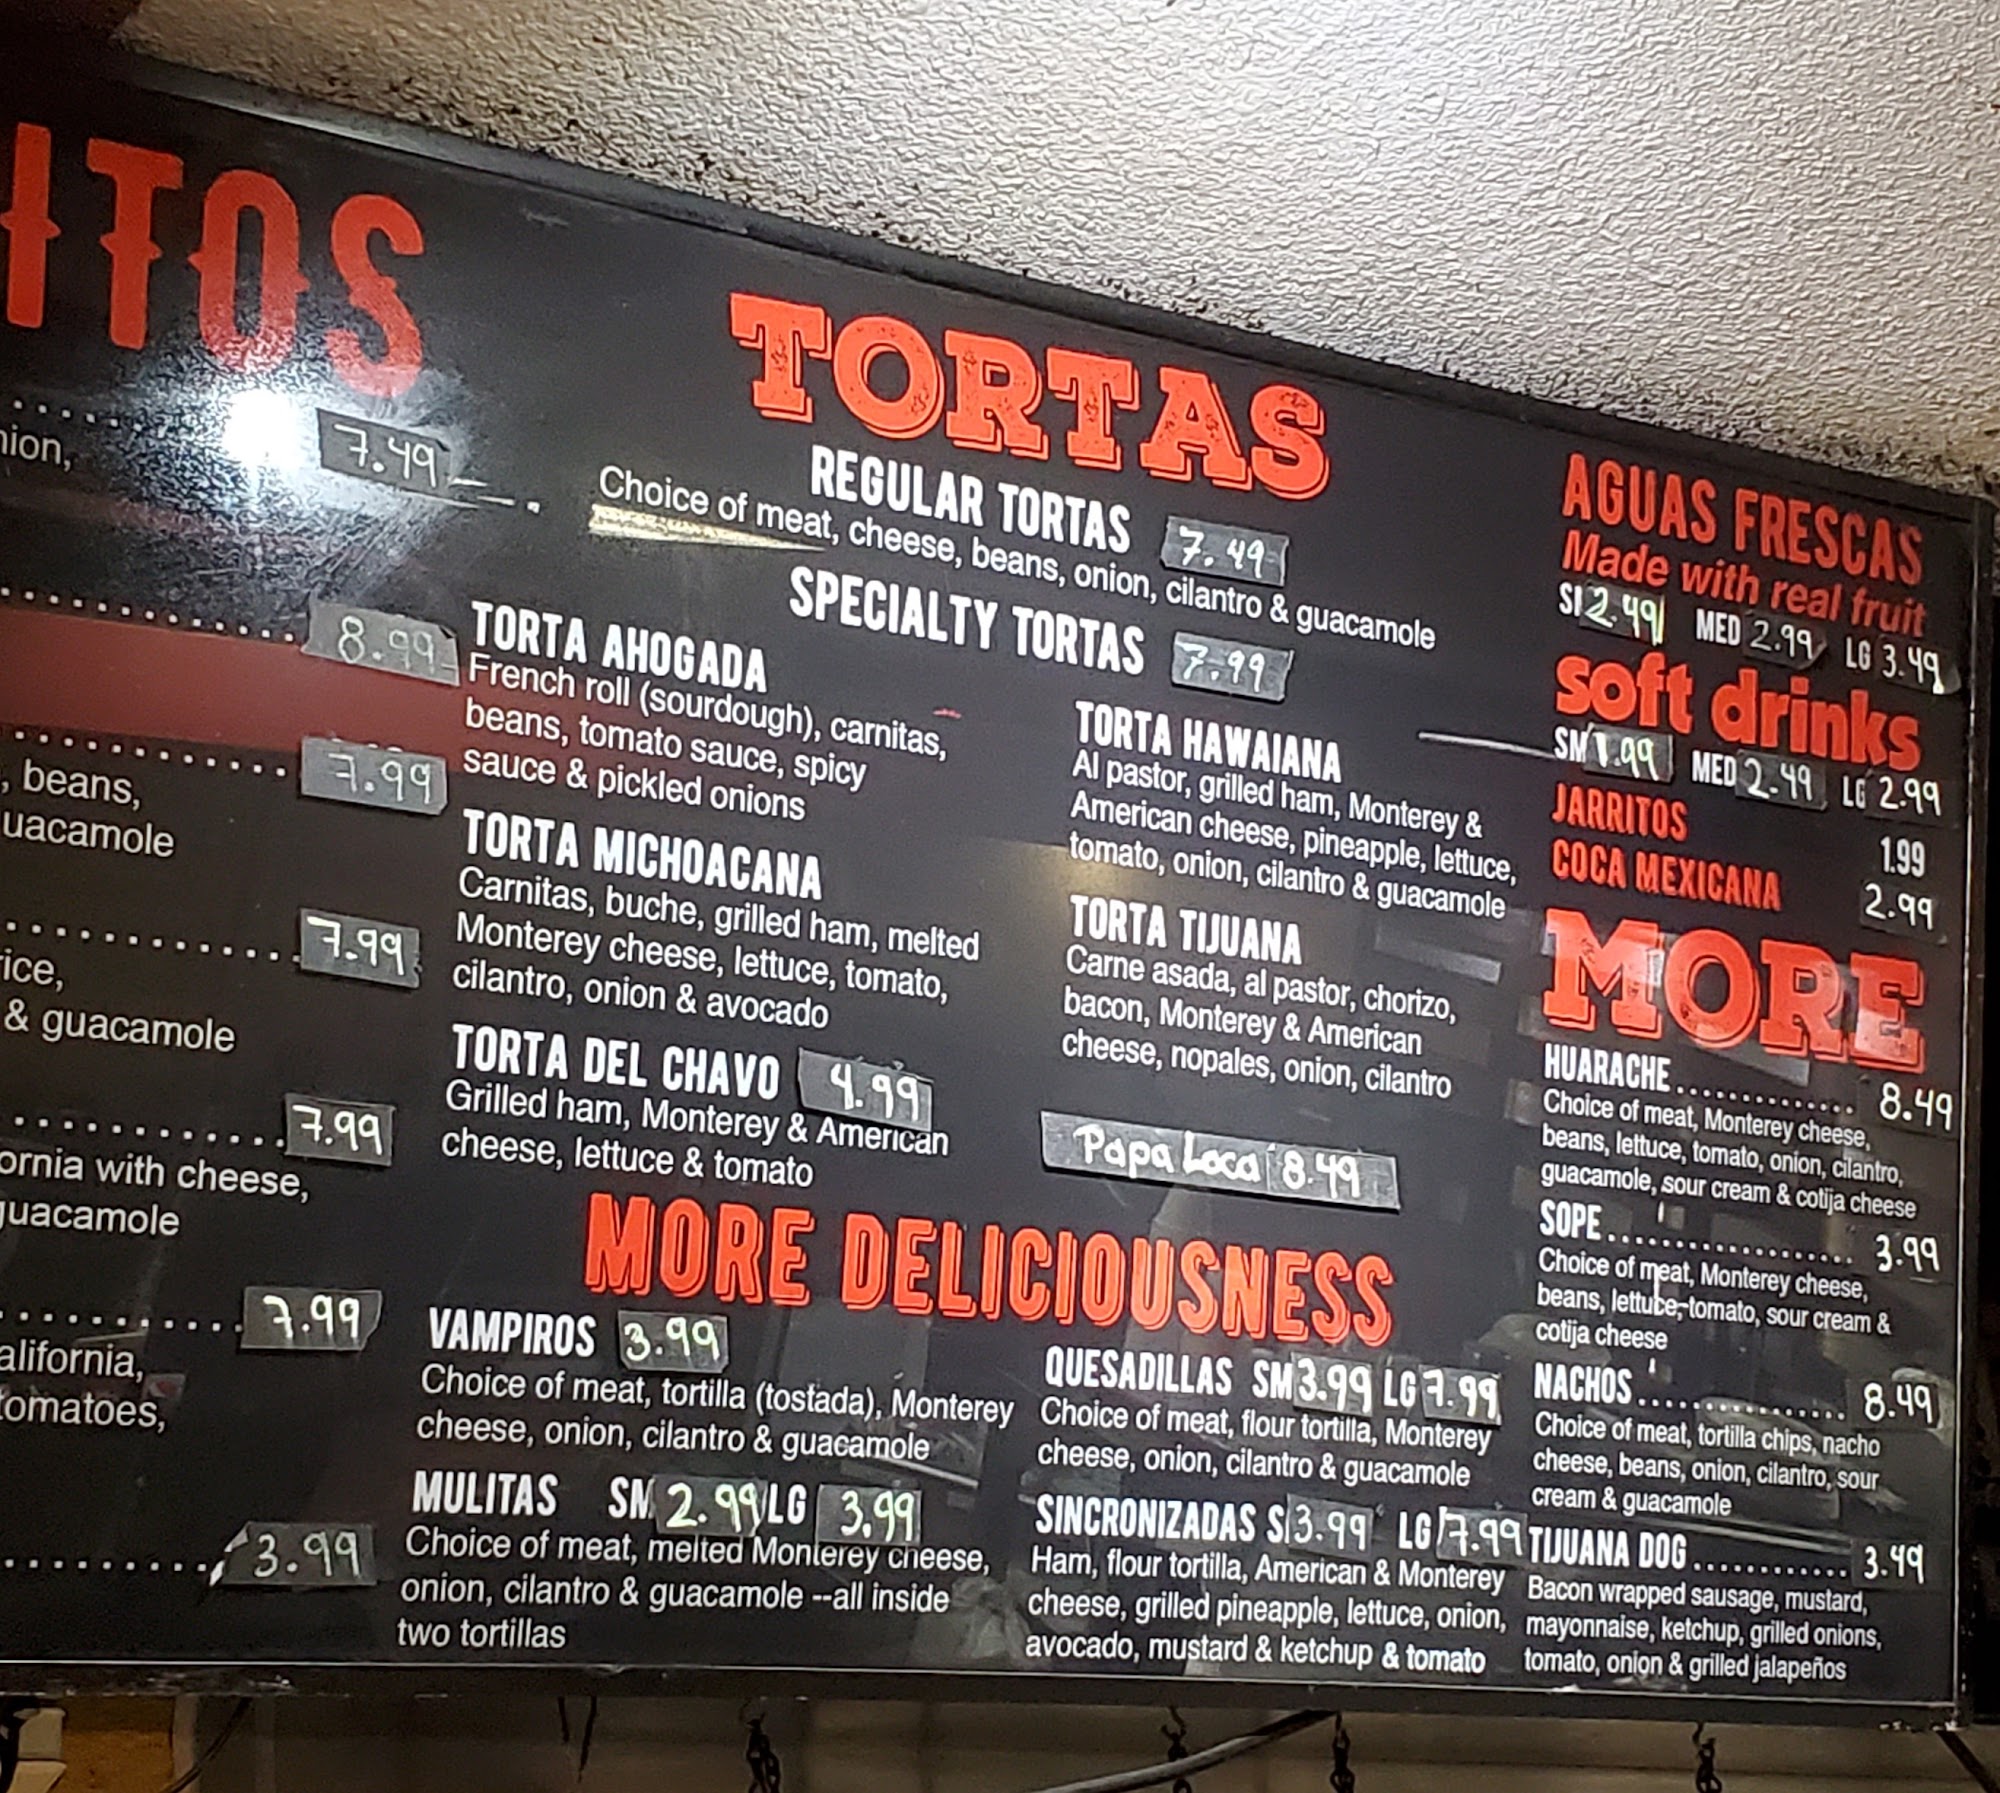 ITOS
7.49
nion,
8.99
7.99
, beans,
uacamole
7.99
rice,
& guacamole
7.99
ornia with cheese,
guacamole
7.99
alifornia,
tomatoes,
3.99
TORTAS
REGULAR TORTAS 7.49
Choice of meat, cheese, beans, onion, cilantro & guacamole
SPECIALTY TORTAS 7.99
TORTA AHOGADA
French roll (sourdough), carnitas,
beans, tomato sauce, spicy
sauce & pickled onions
TORTA MICHOACANA
Carnitas, buche, grilled ham, melted
Monterey cheese, lettuce, tomato,
cilantro, onion & avocado
TORTA DEL CHAVO 4.99
Grilled ham, Monterey & American
cheese, lettuce & tomato
TORTA HAWAIANA
Al pastor, grilled ham, Monterey &
American cheese, pineapple, lettuce,
tomato, onion, cilantro & guacamole
TORTA TIJUANA
Carne asada, al pastor, chorizo,
bacon, Monterey & American
cheese, nopales, onion, cilantro
Papa Loca 8.49
MORE DELICIOUSNESS
VAMPIROS 3.99
Choice of meat, tortilla (tostada), Monterey
cheese, onion, cilantro & guacamole
MULITAS SM 2.99 LG 3.99
Choice of meat, melted Monterey cheese,
onion, cilantro & guacamole --all inside
two tortillas
QUESADILLAS SM 3.99 LG 7.99
Choice of meat, flour tortilla, Monterey
cheese, onion, cilantro & guacamole
SINCRONIZADAS S 3.99 LG 7.99
Ham, flour tortilla, American & Monterey
cheese, grilled pineapple, lettuce, onion,
avocado, mustard & ketchup & tomato
AGUAS FRESCAS
Made with real fruit
S 2.49 MED 2.99 LG 3.49
soft drinks
SM 1.99 MED 2.49 LG 2.99
JARRITOS 1.99
COCA MEXICANA 2.99
MORE
HUARACHE.............. 8.49
Choice of meat, Monterey cheese,
beans, lettuce, tomato, onion, cilantro,
guacamole, sour cream & cotija cheese
SOPE.................... 3.99
Choice of meat, Monterey cheese,
beans, lettuce, tomato, sour cream &
cotija cheese
NACHOS................ 8.49
Choice of meat, tortilla chips, nacho
cheese, beans, onion, cilantro, sour
cream & guacamole
TIJUANA DOG............ 3.49
Bacon wrapped sausage, mustard,
mayonnaise, ketchup, grilled onions,
tomato, onion & grilled jalapeños